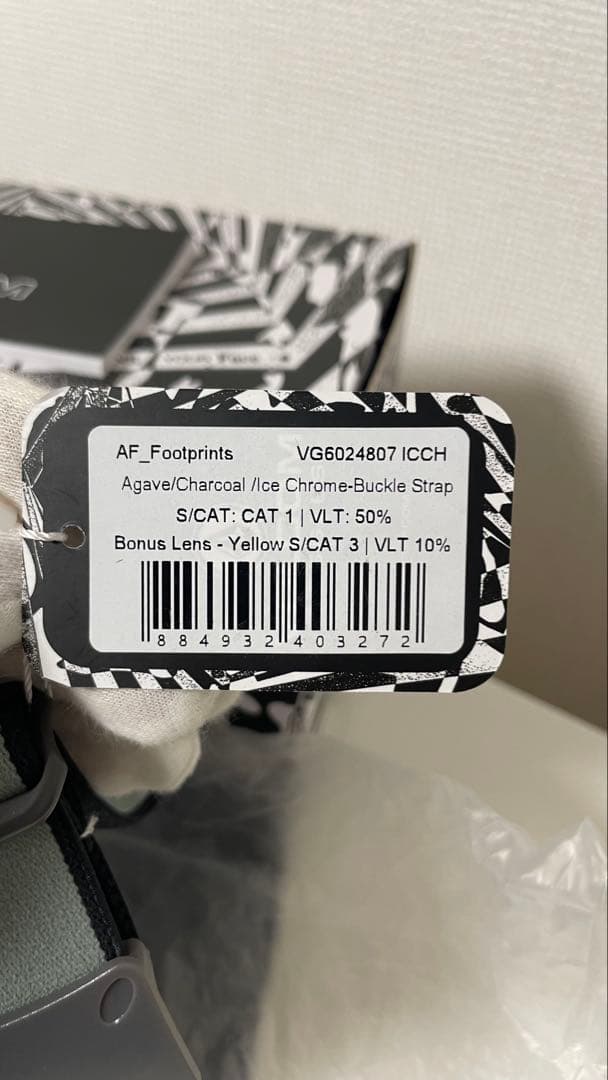 AF_Footprints VG6024807 ICCH
Agave/Charcoal /Ice Chrome-Buckle Strap
S/CAT: CAT 1 | VLT: 50%
Bonus Lens - Yellow S/CAT 3 | VLT 10%
884932403272